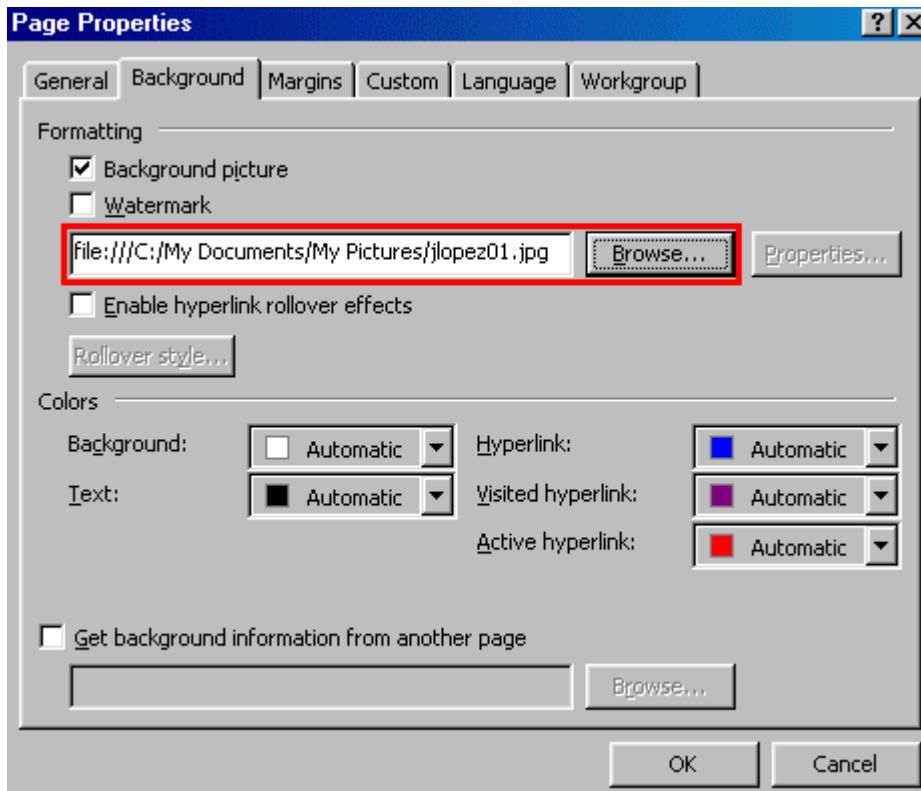 Page Properties
General Background Margins Custom Language Workgroup
Formatting
Background picture
Watermark
file:///C:/My Documents/My Pictures/jlopez01.jpg Browse... Properties...
Enable hyperlink rollover effects
Rollover style...
Colors
Background: Automatic Hyperlink: Automatic
Text: Automatic Visited hyperlink: Automatic
Active hyperlink: Automatic
Get background information from another page
Browse...
OK Cancel